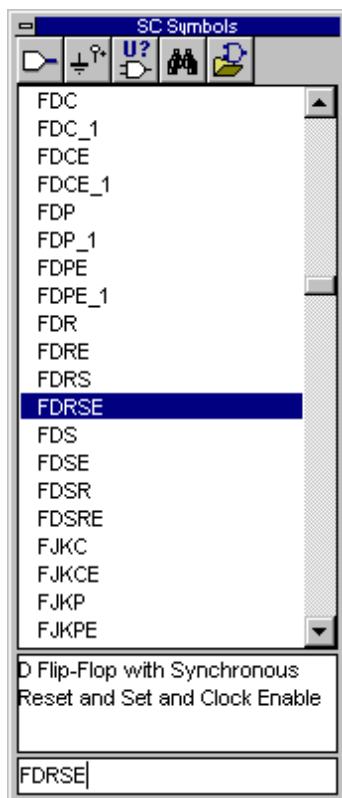 SC Symbols
U?
FDC
FDC_1
FDCE
FDCE_1
FDP
FDP_1
FDPE
FDPE_1
FDR
FDRE
FDRS
FDRSE
FDS
FDSE
FDSR
FDSRE
FJKC
FJKCE
FJKP
FJKPE
D Flip-Flop with Synchronous
Reset and Set and Clock Enable
FDRSE